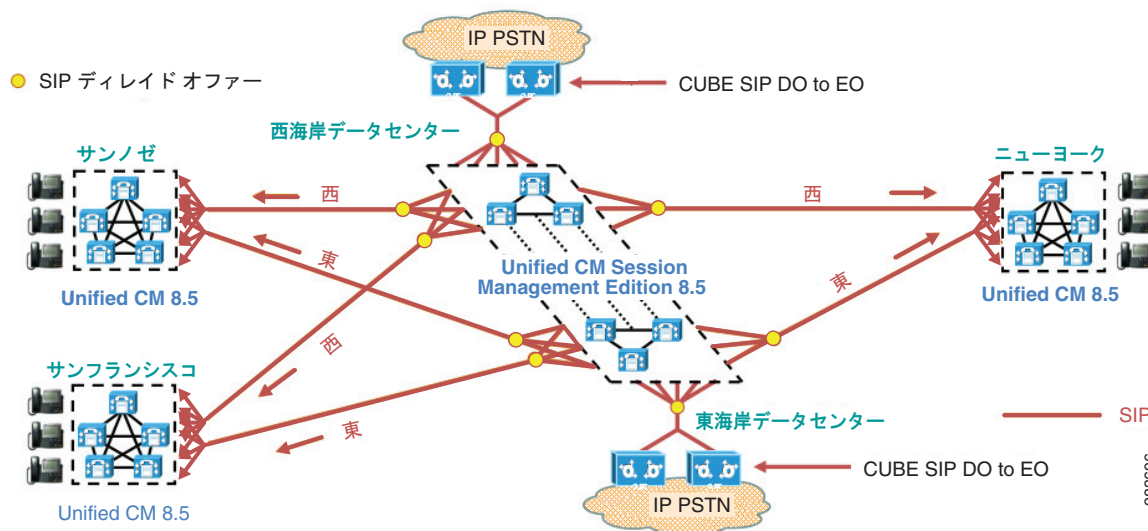 IP PSTN
SIP ディレイド オファー
CUBE SIP DO to EO
西海岸データセンター
サンノゼ
ニューヨーク
西
西
東
Unified CM Session
Management Edition 8.5
東
Unified CM 8.5
Unified CM 8.5
西
サンフランシスコ
東
東海岸データセンター
SIP
CUBE SIP DO to EO
IP PSTN
Unified CM 8.5